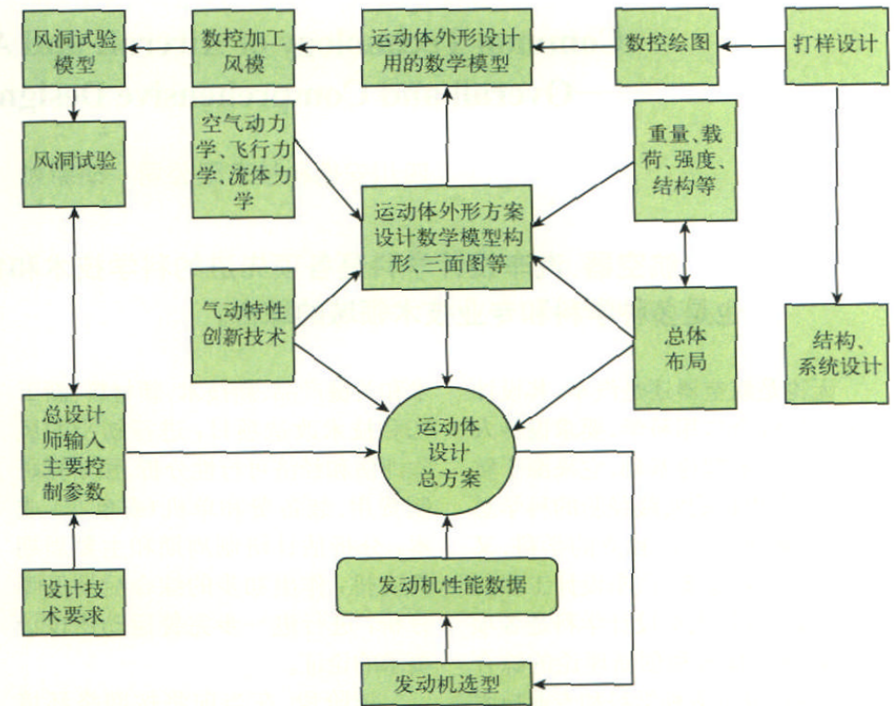 风洞试验
模型
数控加工
风模
运动体外形设计
用的数学模型
数控绘图
打样设计
风洞试验
空气动力
学、飞行力
学、流体力
学
运动体外形方案
设计数学模型构
形、三面图等
重量、载
荷、强度、
结构等
气动特性
创新技术
总体
布局
结构、
系统设计
总设计
师输入
主要控
制参数
运动体
设计
总方案
设计技
术要求
发动机性能数据
发动机选型